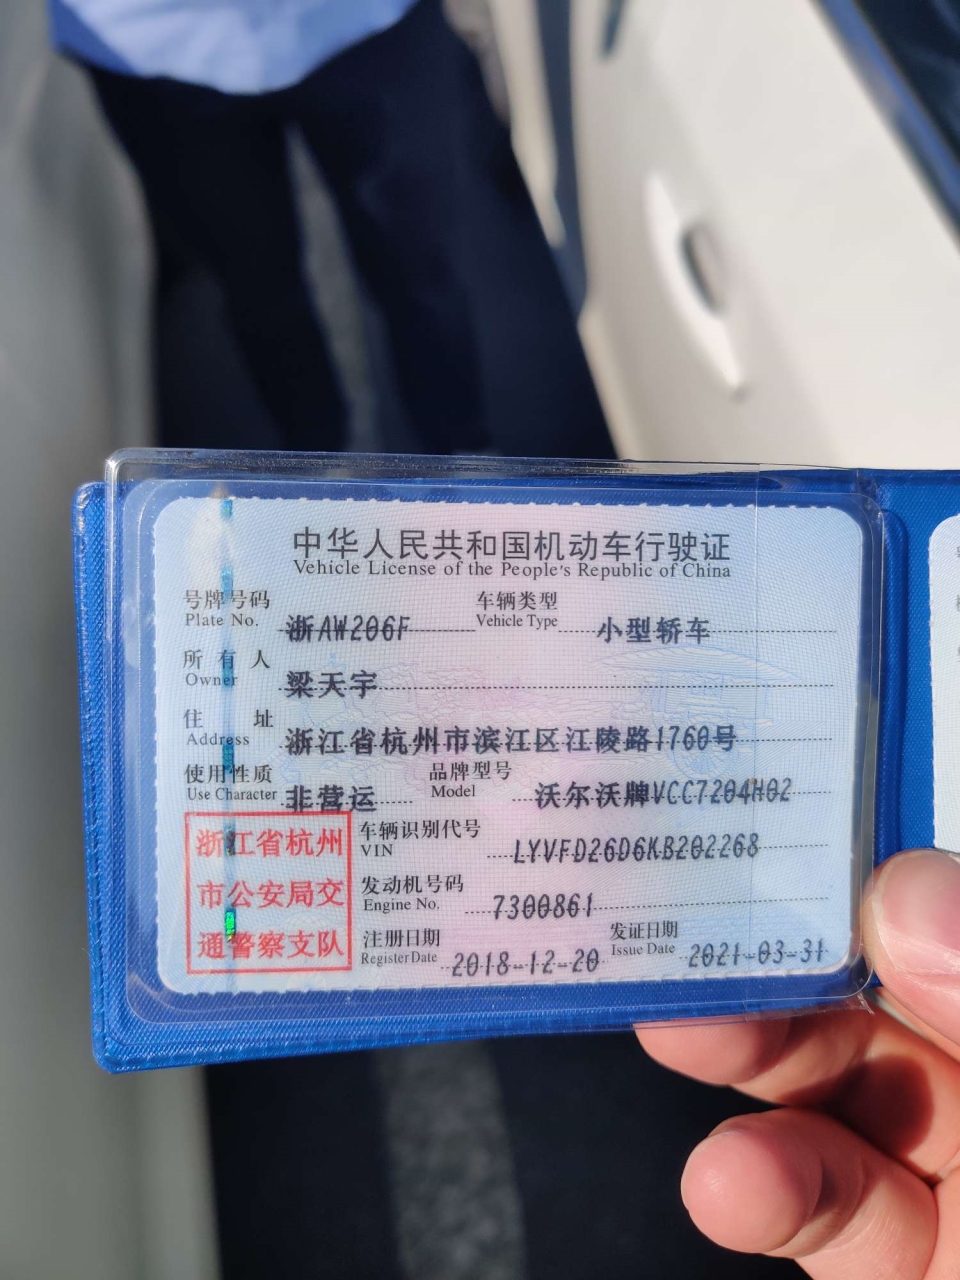 中华人民共和国机动车行驶证
Vehicle License of the People's Republic of China
号牌号码 浙AW206F 车辆类型 小型轿车
Plate No. Vehicle Type
所有人 梁天宇
Owner
住址 浙江省杭州市滨江区江陵路1760号
Address
使用性质 非营运 品牌型号 沃尔沃牌VCC7204H02
Use Character Model
浙江省杭州
市公安局交
通警察支队
车辆识别代号 LYVFD26D6KB202268
VIN
发动机号码 7300861
Engine No.
注册日期 2018-12-20 发证日期 2021-03-31
Register Date Issue Date